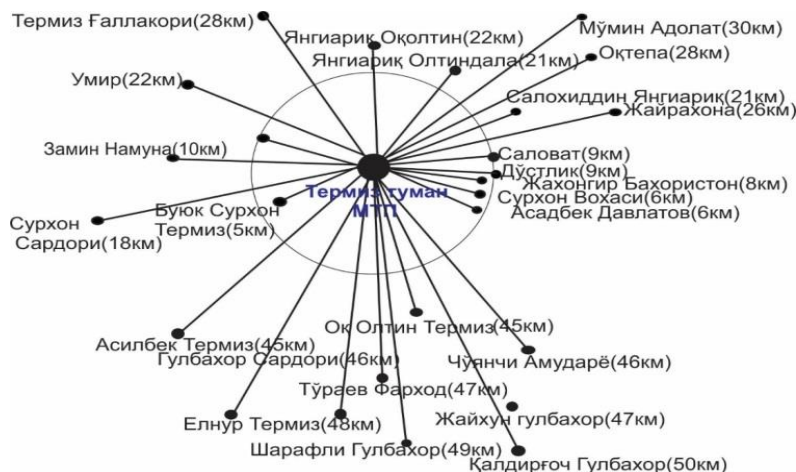 Термиз Ғаллакори(28км)
Мўмин Адолат(30км)
Янгиариқ Оқолтин(22км)
Оқтепа(28км)
Янгиариқ Олтиндала(21км)
Умир(22км)
Салохиддин Янгиариқ(21км)
Жайрахона(26км)
Замин Намуна(10км)
Саловат(9км)
Дўстлик(9км)
Жахонгир Бахористон(8км)
Термиз туман
МТП
Сурхон Вохаси(6км)
Буюк Сурхон
Термиз(5км)
Асадбек Давлатов(6км)
Сурхон
Сардори(18км)
Оқ Олтин Термиз(45км)
Асилбек Термиз(45км)
Гулбахор Сардори(46км)
Чўянчи Амударё(46км)
Тўраев Фарход(47км)
Елнур Термиз(48км)
Жайхун гулбахор(47км)
Шарафли Гулбахор(49км)
Қалдирғоч Гулбахор(50км)